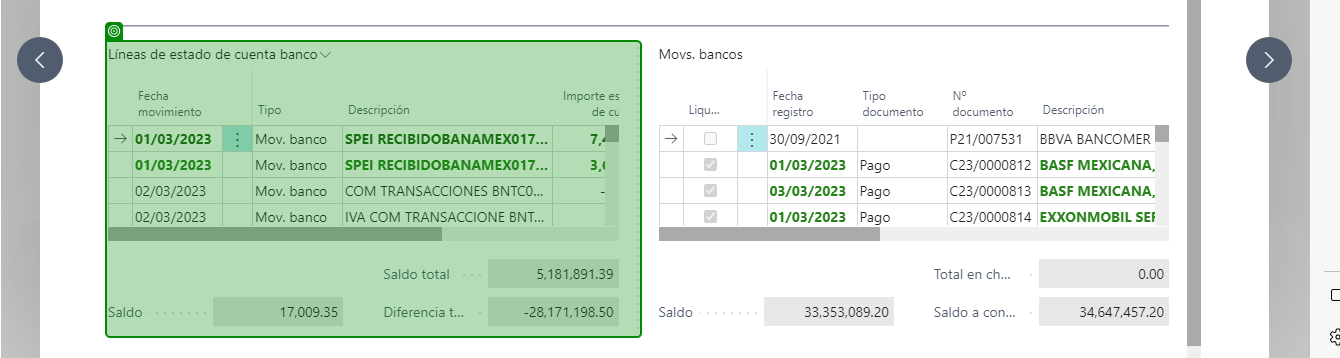 Líneas de estado de cuenta banco
Fecha movimiento Tipo Descripción Importe es de cu
01/03/2023 Mov. banco SPEI RECIBIDOBANAMEX017...
01/03/2023 Mov. banco SPEI RECIBIDOBANAMEX017...
02/03/2023 Mov. banco COM TRANSACCIONES BNTC0... -
02/03/2023 Mov. banco IVA COM TRANSACCIONE BNT...
Saldo total 5,181,891.39
Saldo 17,009.35 Diferencia t... -28,171,198.50
Movs. bancos
Liqu... Fecha registro Tipo documento Nº documento Descripción
30/09/2021 P21/007531 BBVA BANCOMER
01/03/2023 Pago C23/0000812 BASF MEXICANA,
03/03/2023 Pago C23/0000813 BASF MEXICANA,
01/03/2023 Pago C23/0000814 EXXONMOBIL SER
Total en ch... 0.00
Saldo 33,353,089.20 Saldo a con... 34,647,457.20